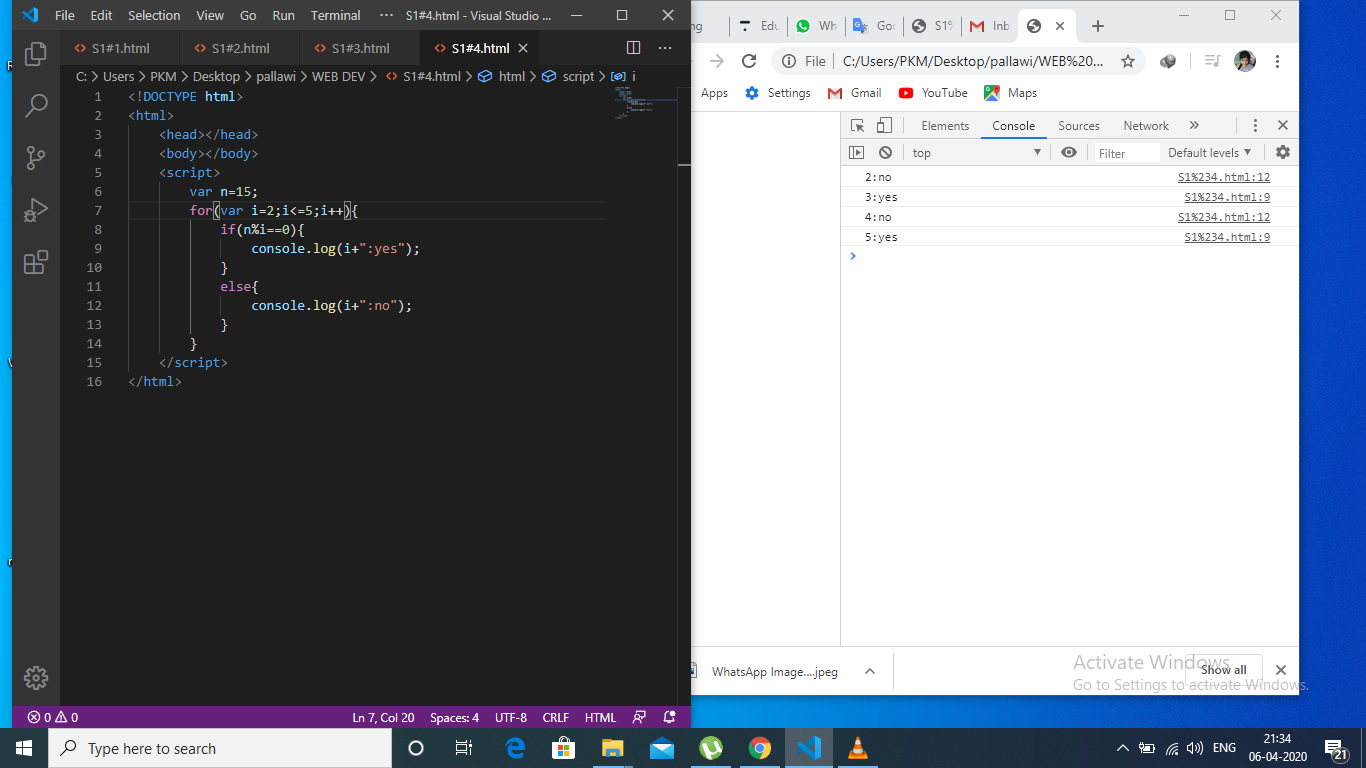 File Edit Selection View Go Run Terminal ··· S1#4.html - Visual Studio ...
S1#1.html S1#2.html S1#3.html S1#4.html
C: > Users > PKM > Desktop > pallawi > WEB DEV > S1#4.html > html > script > i
1 <!DOCTYPE html>
2 <html>
3 <head></head>
4 <body></body>
5 <script>
6 var n=15;
7 for(var i=2;i<=5;i++){
8 if(n%i==0){
9 console.log(i+":yes");
10 }
11 else{
12 console.log(i+":no");
13 }
14 }
15 </script>
16 </html>
0 0 Ln 7, Col 20 Spaces: 4 UTF-8 CRLF HTML
ng Edu Wh Goo S1% Inb
File C:/Users/PKM/Desktop/pallawi/WEB%20...
Apps Settings Gmail YouTube Maps
Elements Console Sources Network »
top Filter Default levels
2:no S1%234.html:12
3:yes S1%234.html:9
4:no S1%234.html:12
5:yes S1%234.html:9
WhatsApp Image....jpeg Show all
Activate Windows
Go to Settings to activate Windows.
Type here to search
ENG 21:34
06-04-2020
21